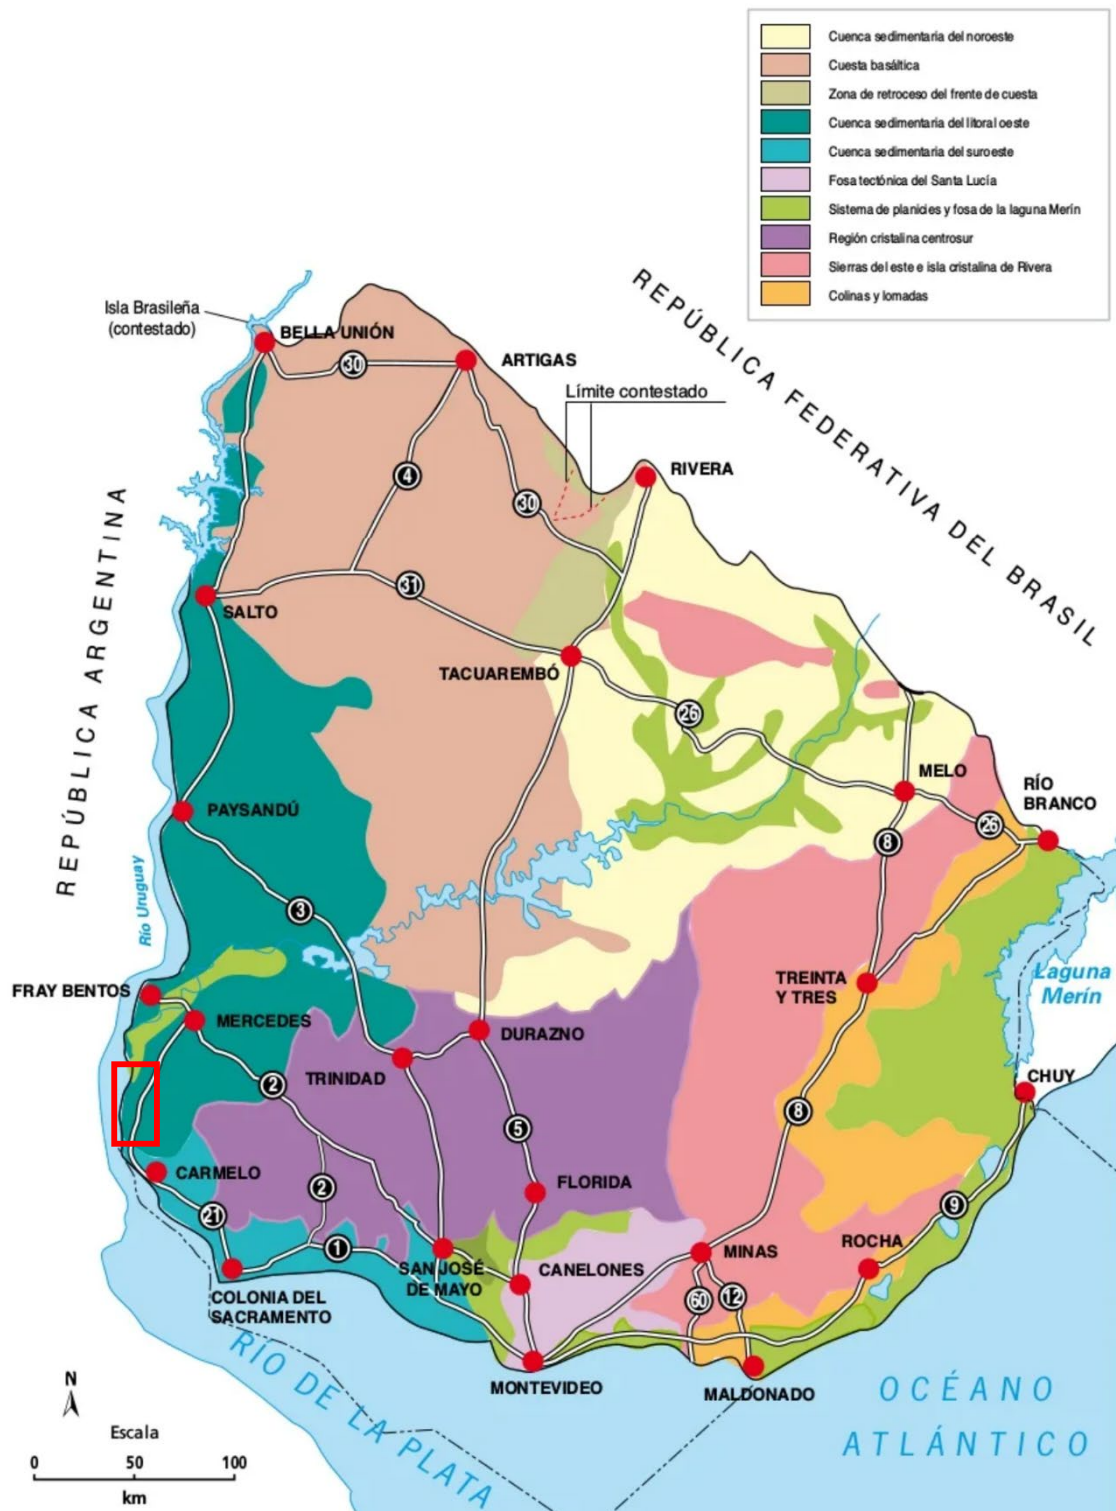 Cuenca sedimentaria del noroeste
Cuesta basáltica
Zona de retroceso del frente de cuesta
Cuenca sedimentaria del litoral oeste
Cuenca sedimentaria del suroeste
Fosa tectónica del Santa Lucía
Sistema de planicies y fosa de la laguna Merín
Región cristalina centrosur
Sierras del este e isla cristalina de Rivera
Colinas y lomadas
REPÚBLICA FEDERATIVA DEL BRASIL
Isla Brasileña
(contestado)
BELLA UNIÓN
30
ARTIGAS
Límite contestado
4
RIVERA
30
REPÚBLICA ARGENTINA
31
SALTO
TACUAREMBÓ
26
MELO
RÍO
BRANCO
PAYSANDÚ
26
8
Río Uruguay
3
FRAY BENTOS
TREINTA
Y TRES
Laguna
Merín
MERCEDES
DURAZNO
TRINIDAD
2
CHUY
8
5
CARMELO
2
FLORIDA
21
9
1
MINAS
ROCHA
SAN JOSÉ
DE MAYO
CANELONES
60
12
COLONIA DEL
SACRAMENTO
RÍO DE LA PLATA
MONTEVIDEO
MALDONADO
OCÉANO
ATLÁNTICO
N
Escala
0 50 100
km